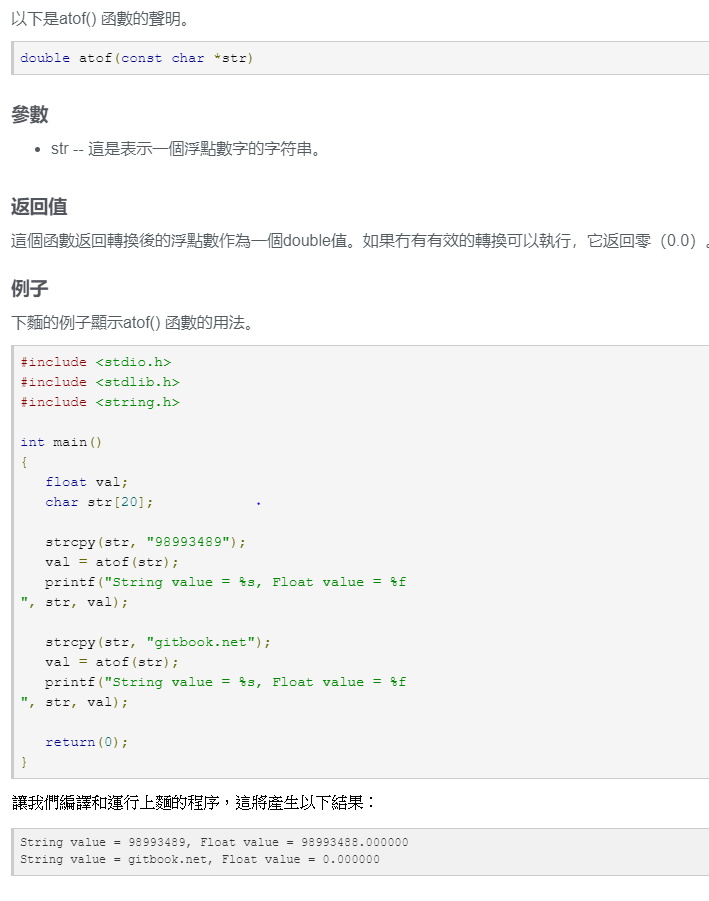 以下是atof() 函數的聲明。
double atof(const char *str)
參數
• str -- 這是表示一個浮點數字的字符串。
返回值
這個函數返回轉換後的浮點數作為一個double值。如果冇有有效的轉換可以執行，它返回零（0.0）。
例子
下麵的例子顯示atof() 函數的用法。
#include <stdio.h>
#include <stdlib.h>
#include <string.h>
int main()
{
   float val;
   char str[20];
   strcpy(str, "98993489");
   val = atof(str);
   printf("String value = %s, Float value = %f
", str, val);
   strcpy(str, "gitbook.net");
   val = atof(str);
   printf("String value = %s, Float value = %f
", str, val);
   return(0);
}
讓我們編譯和運行上麵的程序，這將產生以下結果：
String value = 98993489, Float value = 98993488.000000
String value = gitbook.net, Float value = 0.000000